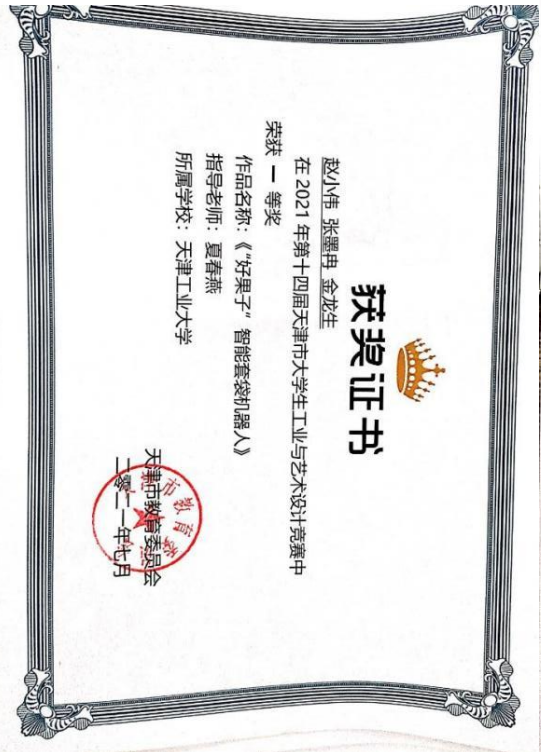 获奖证书
赵小伟 张墨冉 金龙生
在 2021 年第十四届天津市大学生工业与艺术设计竞赛中
荣获 一 等奖
作品名称:《“好果子”智能套袋机器人》
指导老师:夏春燕
所属学校:天津工业大学
天津市教育委员会
二零二一年七月